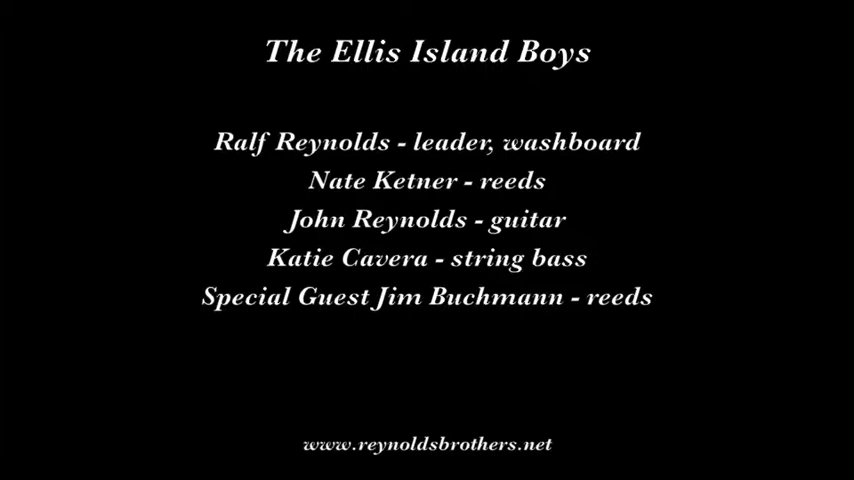 The Ellis Island Boys
Ralf Reynolds - leader, washboard
Nate Ketner - reeds
John Reynolds - guitar
Katie Cavera - string bass
Special Guest Jim Buchmann - reeds
www.reynoldsbrothers.net